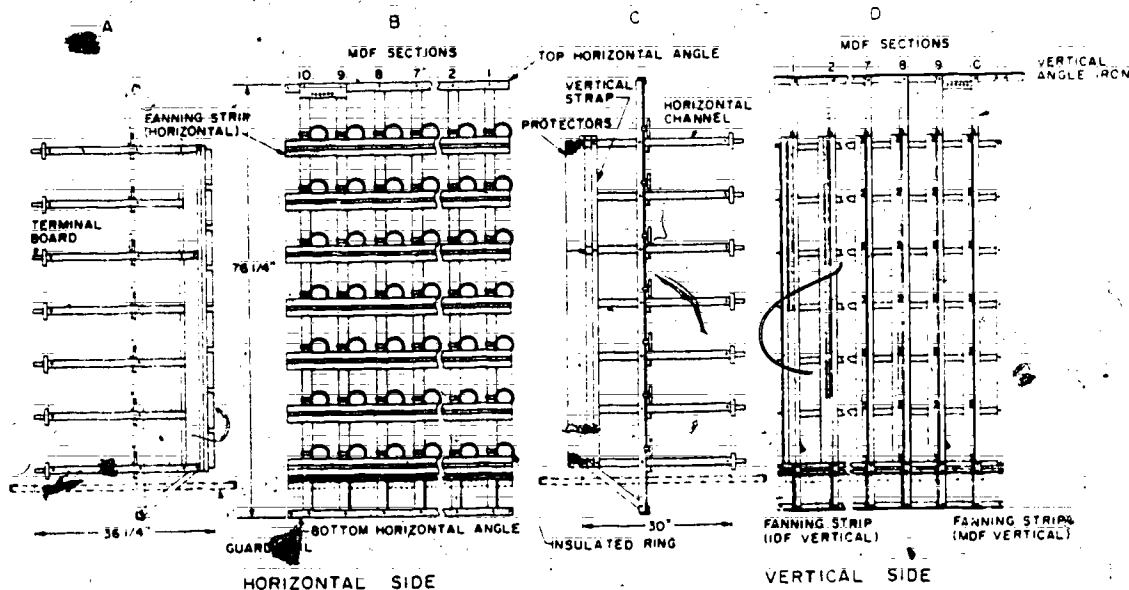 A
B
C
D
MDF SECTIONS
10 9 8 7 2 1
TOP HORIZONTAL ANGLE
FANNING STRIP
(HORIZONTAL)
TERMINAL
BOARD
76 1/4"
36 1/4"
BOTTOM HORIZONTAL ANGLE
HORIZONTAL SIDE
VERTICAL
STRAP
PROTECTORS
HORIZONTAL
CHANNEL
30"
INSULATED RING
MDF SECTIONS
1 2 7 8 9
VERTICAL
ANGLE IRON
FANNING STRIP
(IDF VERTICAL)
FANNING STRIPS
(MDF VERTICAL)
VERTICAL SIDE